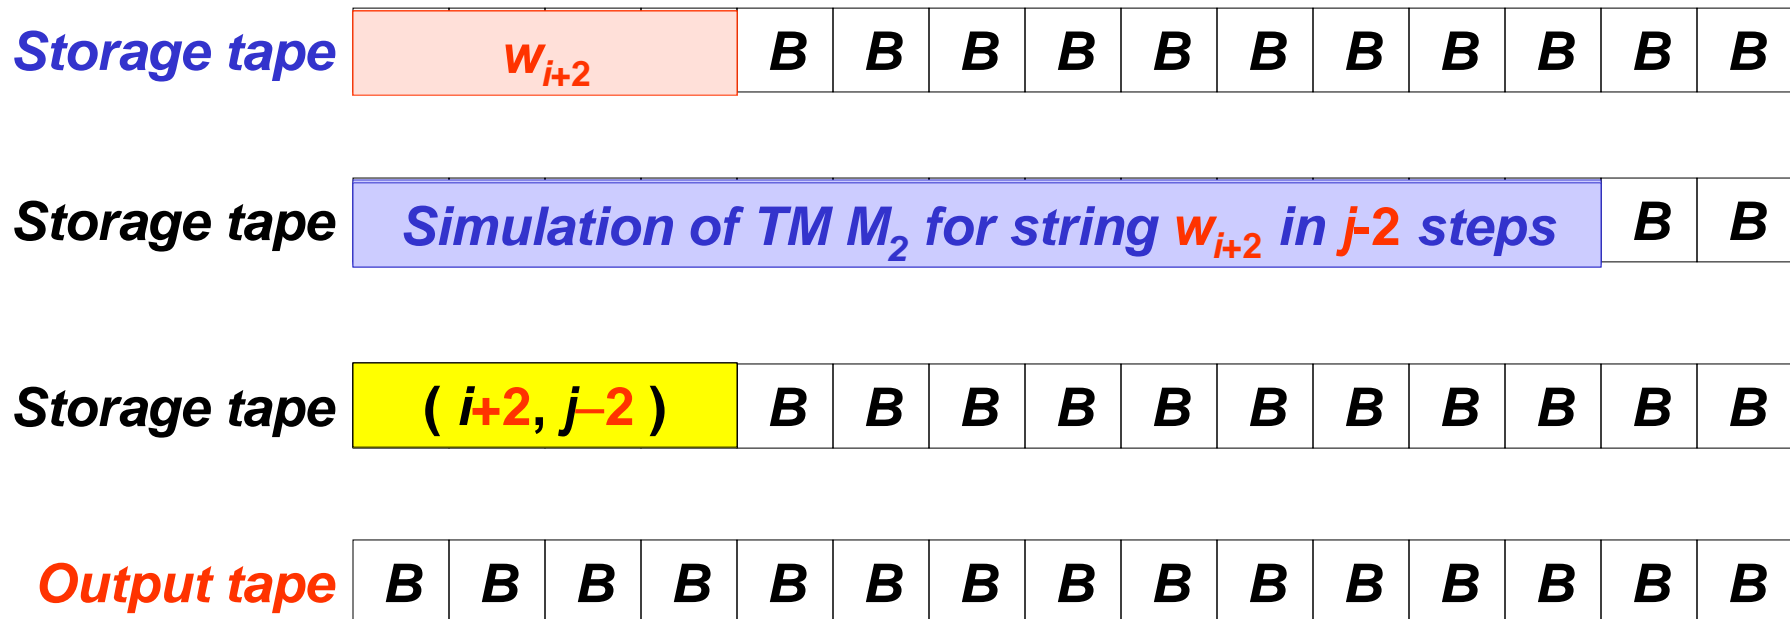 Storage tape w_{i+2} B B B B B B B B B B B
Storage tape Simulation of TM M_2 for string w_{i+2} in j-2 steps B B
Storage tape ( i+2, j–2 ) B B B B B B B B B B B
Output tape B B B B B B B B B B B B B B B